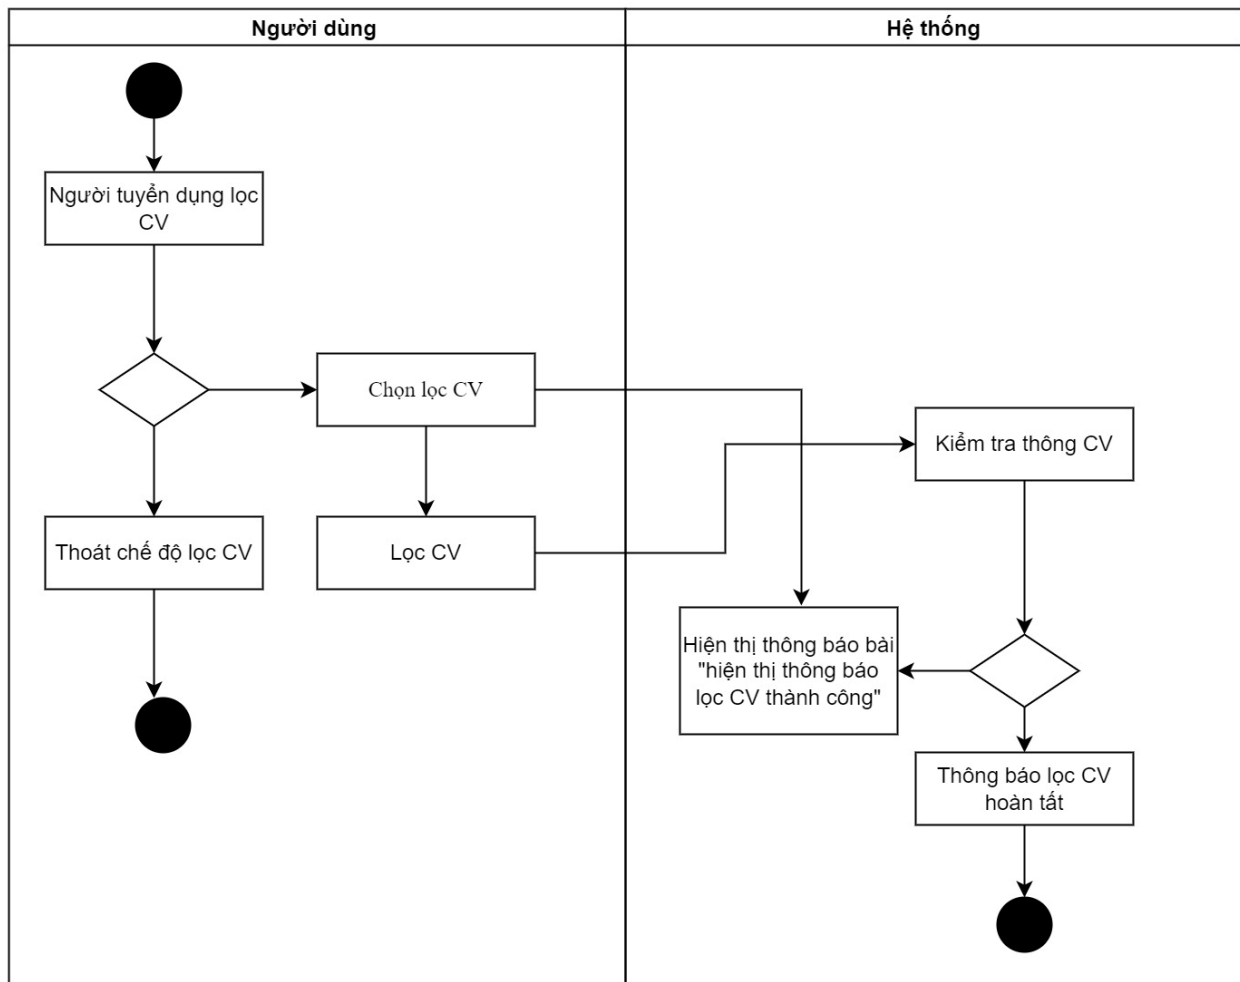 Người dùng
Hệ thống
Người tuyển dụng lọc
CV
Chọn lọc CV
Kiểm tra thông CV
Thoát chế độ lọc CV
Lọc CV
Hiện thị thông báo bài
"hiện thị thông báo
lọc CV thành công"
Thông báo lọc CV
hoàn tất